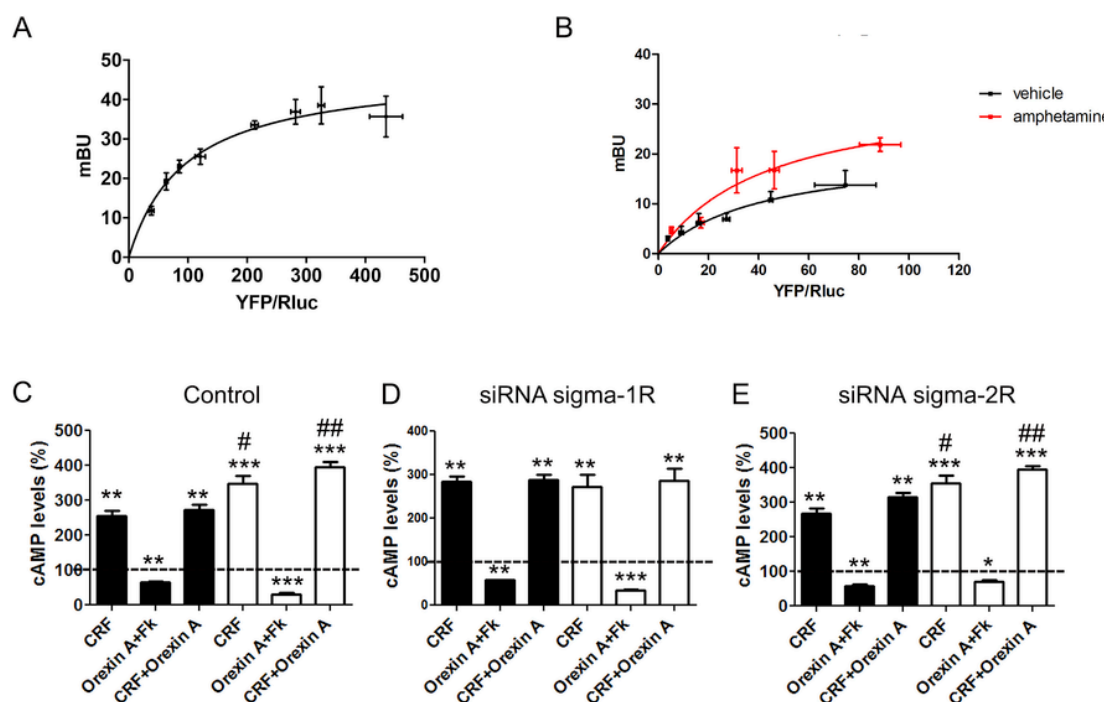 A
50
40
30
20
10
0
mBU
0 100 200 300 400 500
YFP/Rluc
B
40
30
20
10
0
mBU
0 20 40 60 80 100 120
YFP/Rluc
vehicle
amphetamine
C Control
500
400
300
200
100
0
cAMP levels (%)
** ** ** # *** *** ## ***
CRF
Orexin A+Fk
CRF+Orexin A
CRF
Orexin A+Fk
CRF+Orexin A
D siRNA sigma-1R
400
300
200
100
0
cAMP levels (%)
** ** ** ** *** **
CRF
Orexin A+Fk
CRF+Orexin A
CRF
Orexin A+Fk
CRF+Orexin A
E siRNA sigma-2R
500
400
300
200
100
0
cAMP levels (%)
** ** ** # *** * ## ***
CRF
Orexin A+Fk
CRF+Orexin A
CRF
Orexin A+Fk
CRF+Orexin A